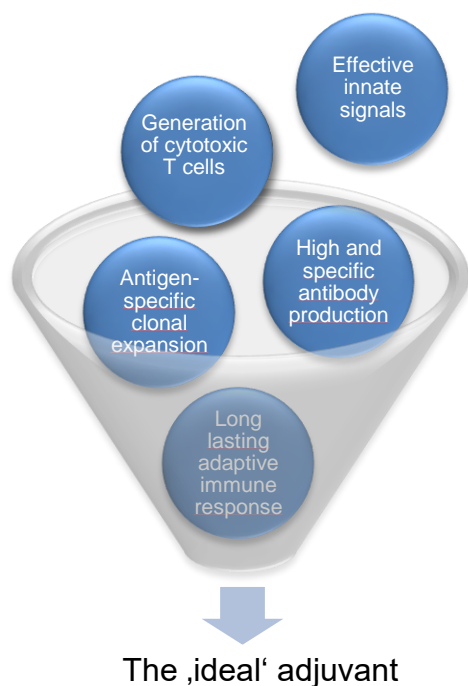 Effective
innate
signals
Generation
of cytotoxic
T cells
High and
specific
antibody
production
Antigen-
specific
clonal
expansion
Long
lasting
adaptive
immune
response
The ‚ideal‘ adjuvant